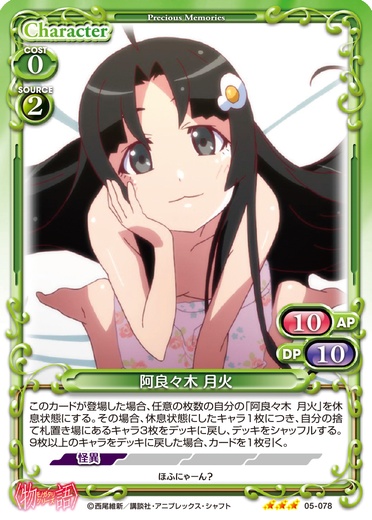 Precious Memories
Character
COST
0
SOURCE
2
10 AP
DP 10
阿良々木 月火
このカードが登場した場合、任意の枚数の自分の「阿良々木 月火」を休
息状態にする。その場合、休息状態にしたキャラ1枚につき、自分の捨
て札置き場にあるキャラ3枚をデッキに戻し、デッキをシャッフルする。
9枚以上のキャラをデッキに戻した場合、カードを1枚引く。
怪異
ほふにゃーん?
物語
©西尾維新/講談社・アニプレックス・シャフト
05-078